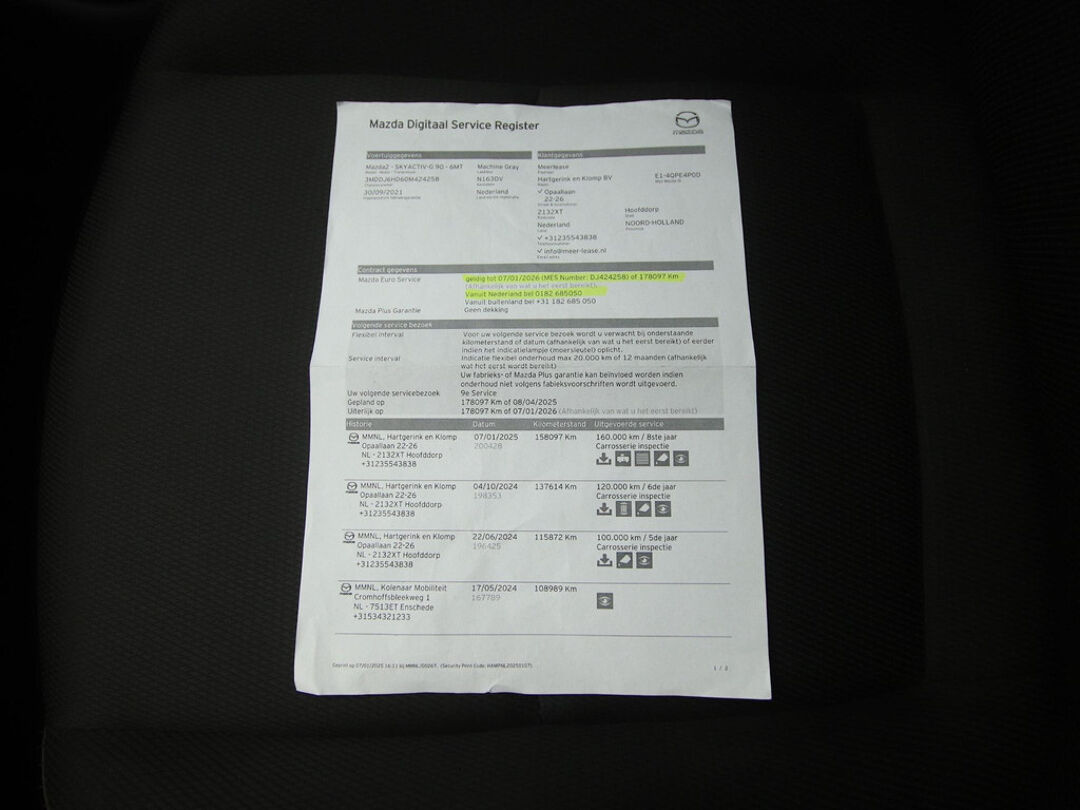 Mazda Digitaal Service Register
mazda
Voertuiggegevens
Klantgegevens
Mazda2 - SKYACTIV-G 90 - 6MT
Machine Gray
3MDDJ6HD60M424258
N163DV
30/09/2021
Nederland
Meerlease
Hartgerink en Klomp BV
E1-4QPE4P0D
✓ Opaallaan
22-26
2132XT
Hoofddorp
Nederland
NOORD-HOLLAND
✓ +31235543838
✓ info@meer-lease.nl
Contract gegevens
Mazda Euro Service
geldig tot 07/01/2026 (MES Number: DJ424258) of 178097 Km
(Afhankelijk van wat u het eerst bereikt).
Vanuit Nederland bel 0182 685050
Vanuit buitenland bel +31 182 685 050
Mazda Plus Garantie
Geen dekking
Volgende service bezoek
Flexibel interval
Voor uw volgende service bezoek wordt u verwacht bij onderstaande
kilometerstand of datum (afhankelijk van wat u het eerst bereikt) of eerder
indien het indicatielampje (moersleutel) oplicht.
Service interval
Indicatie flexibel onderhoud max 20.000 km of 12 maanden (afhankelijk
wat het eerst wordt bereikt)
Uw fabrieks- of Mazda Plus garantie kan beïnvloed worden indien
onderhoud niet volgens fabieksvoorschriften wordt uitgevoerd.
Uw volgende servicebezoek
9e Service
Gepland op
178097 Km of 08/04/2025
Uiterlijk op
178097 Km of 07/01/2026 (Afhankelijk van wat u het eerst bereikt)
Historie Datum Kilometerstand Uitgevoerde service
MMNL, Hartgerink en Klomp 07/01/2025 158097 Km 160.000 km / 8ste jaar
Opaallaan 22-26 200428 Carrosserie inspectie
NL - 2132XT Hoofddorp
+31235543838
MMNL, Hartgerink en Klomp 04/10/2024 137614 Km 120.000 km / 6de jaar
Opaallaan 22-26 198353 Carrosserie inspectie
NL - 2132XT Hoofddorp
+31235543838
MMNL, Hartgerink en Klomp 22/06/2024 115872 Km 100.000 km / 5de jaar
Opaallaan 22-26 196425 Carrosserie inspectie
NL - 2132XT Hoofddorp
+31235543838
MMNL, Kolenaar Mobiliteit 17/05/2024 108989 Km
Cromhoffsbleekweg 1 167789
NL - 7513ET Enschede
+31534321233
1 / 2